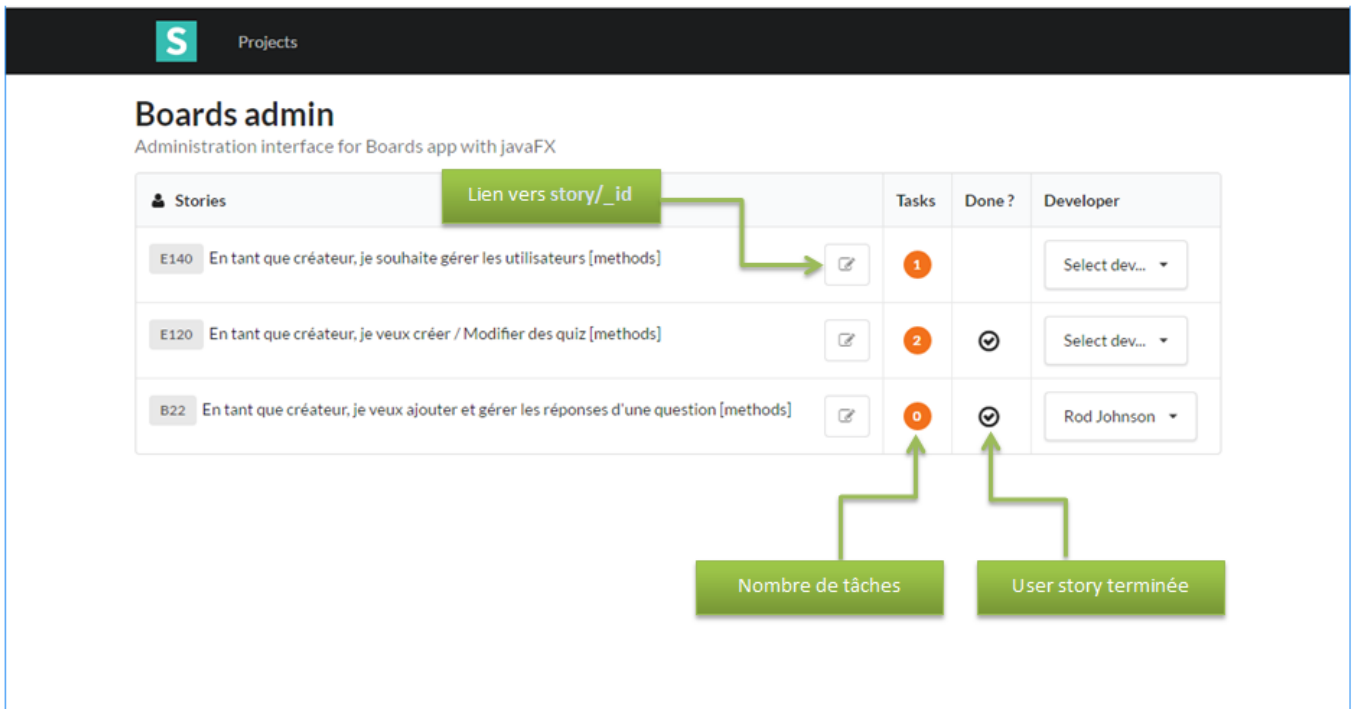 S Projects
Boards admin
Administration interface for Boards app with javaFX
Stories Tasks Done ? Developer
Lien vers story/_id
E140 En tant que créateur, je souhaite gérer les utilisateurs [methods] 1 Select dev...
E120 En tant que créateur, je veux créer / Modifier des quiz [methods] 2 Select dev...
B22 En tant que créateur, je veux ajouter et gérer les réponses d'une question [methods] 0 Rod Johnson
Nombre de tâches User story terminée